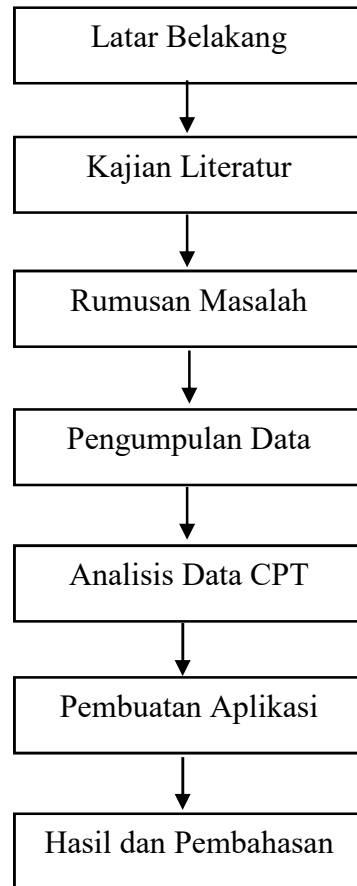 Latar Belakang
Kajian Literatur
Rumusan Masalah
Pengumpulan Data
Analisis Data CPT
Pembuatan Aplikasi
Hasil dan Pembahasan